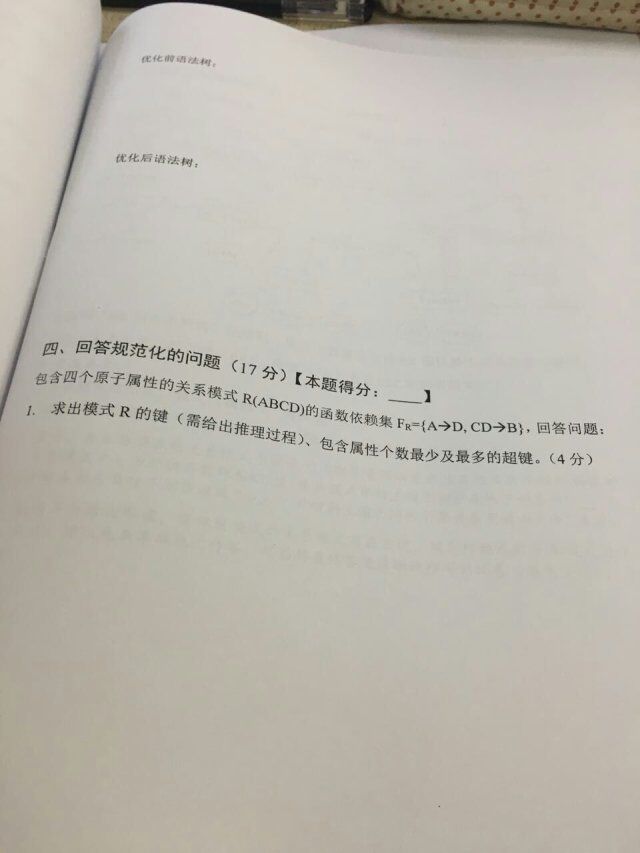 优化前语法树：
优化后语法树：
四、回答规范化的问题（17 分）【本题得分：____】
包含四个原子属性的关系模式 R(ABCD)的函数依赖集 FR={A→D, CD→B}，回答问题：
1. 求出模式 R 的键（需给出推理过程）、包含属性个数最少及最多的超键。（4 分）